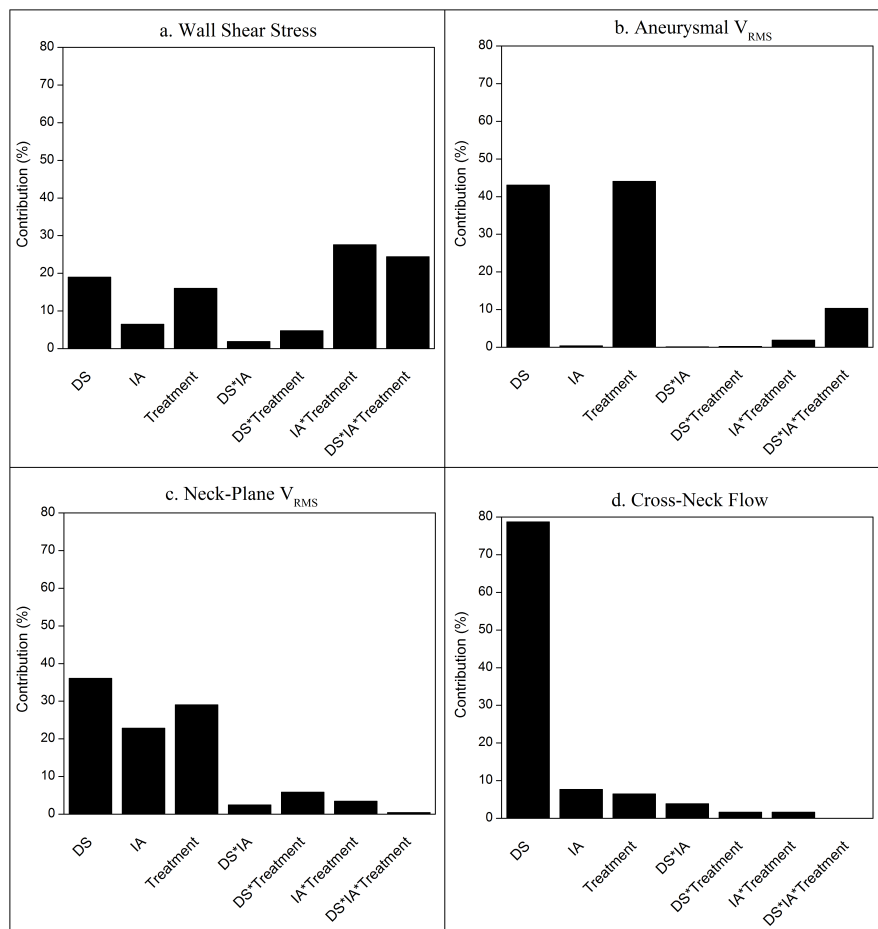 a. Wall Shear Stress
Contribution (%)
80
70
60
50
40
30
20
10
0
DS
IA
Treatment
DS*IA
DS*Treatment
IA*Treatment
DS*IA*Treatment
b. Aneurysmal V_RMS
Contribution (%)
80
70
60
50
40
30
20
10
0
DS
IA
Treatment
DS*IA
DS*Treatment
IA*Treatment
DS*IA*Treatment
c. Neck-Plane V_RMS
Contribution (%)
80
70
60
50
40
30
20
10
0
DS
IA
Treatment
DS*IA
DS*Treatment
IA*Treatment
DS*IA*Treatment
d. Cross-Neck Flow
Contribution (%)
80
70
60
50
40
30
20
10
0
DS
IA
Treatment
DS*IA
DS*Treatment
IA*Treatment
DS*IA*Treatment